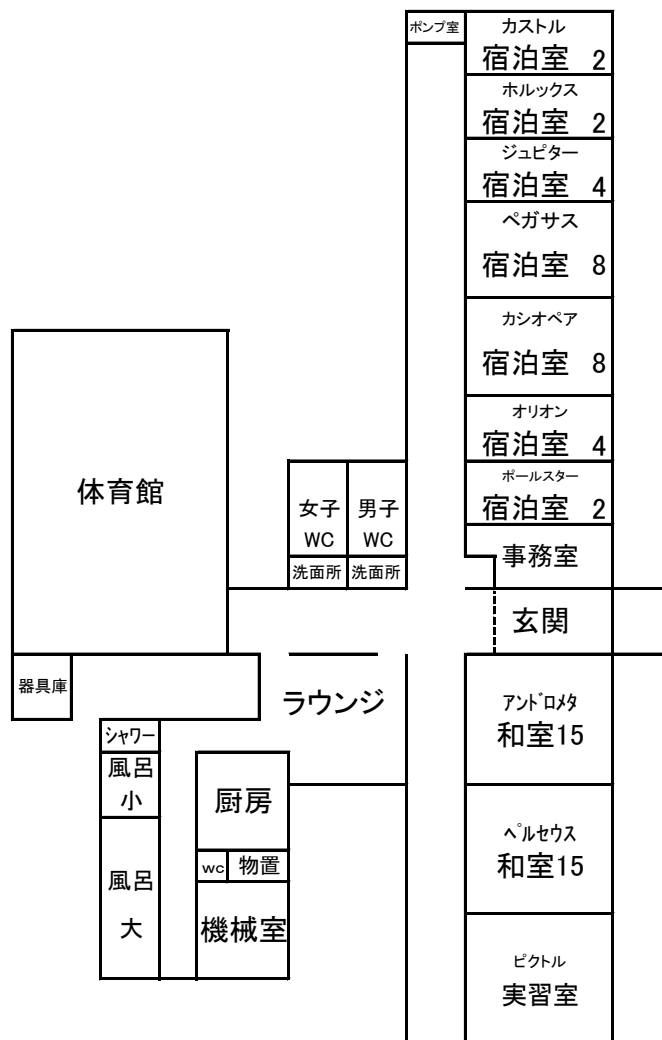 ポンプ室
カストル
宿泊室 2
ホルックス
宿泊室 2
ジュピター
宿泊室 4
ペガサス
宿泊室 8
カシオペア
宿泊室 8
オリオン
宿泊室 4
ポールスター
宿泊室 2
体育館
女子
WC
男子
WC
洗面所
洗面所
事務室
玄関
器具庫
ラウンジ
アンドロメタ
和室15
シャワー
風呂
小
厨房
ペルセウス
和室15
wc
物置
風呂
大
機械室
ピクトル
実習室